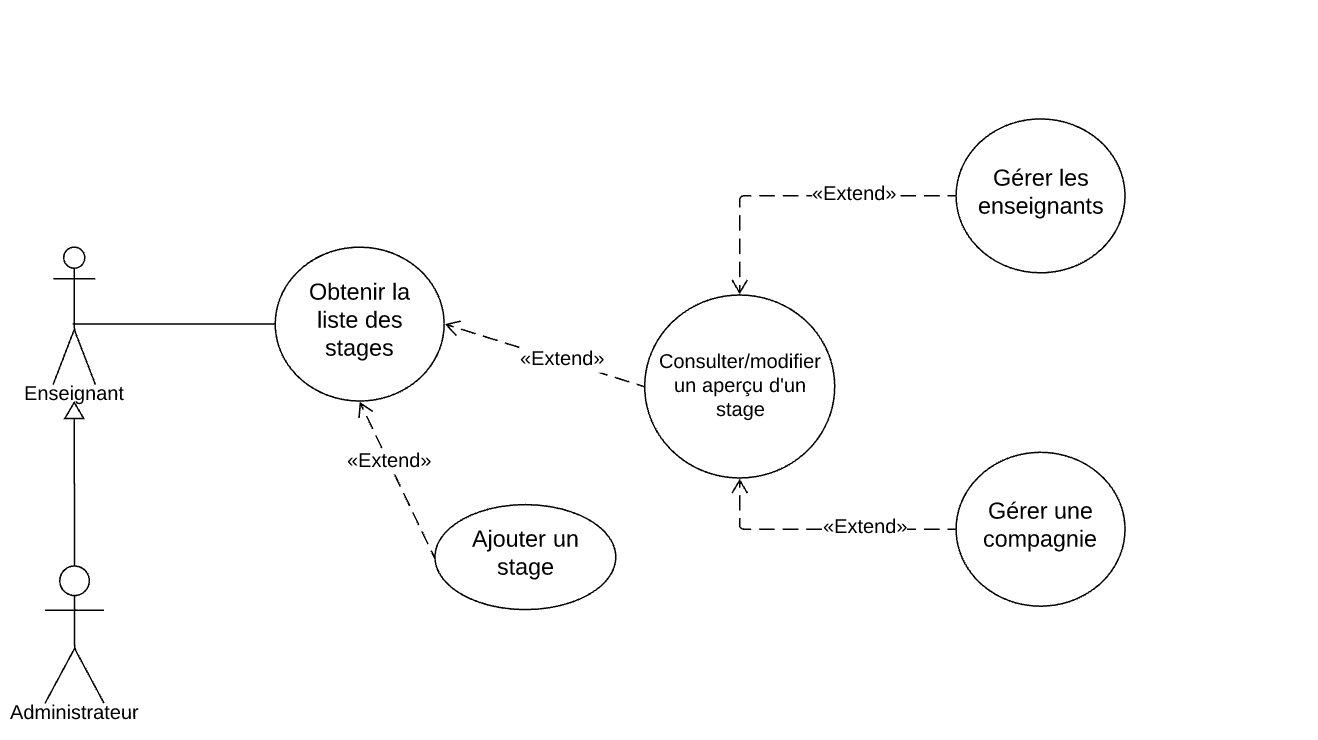 Gérer les
enseignants
«Extend»
Obtenir la
liste des
stages
«Extend»
Consulter/modifier
un aperçu d'un
stage
Enseignant
«Extend»
Ajouter un
stage
«Extend»
Gérer une
compagnie
Administrateur